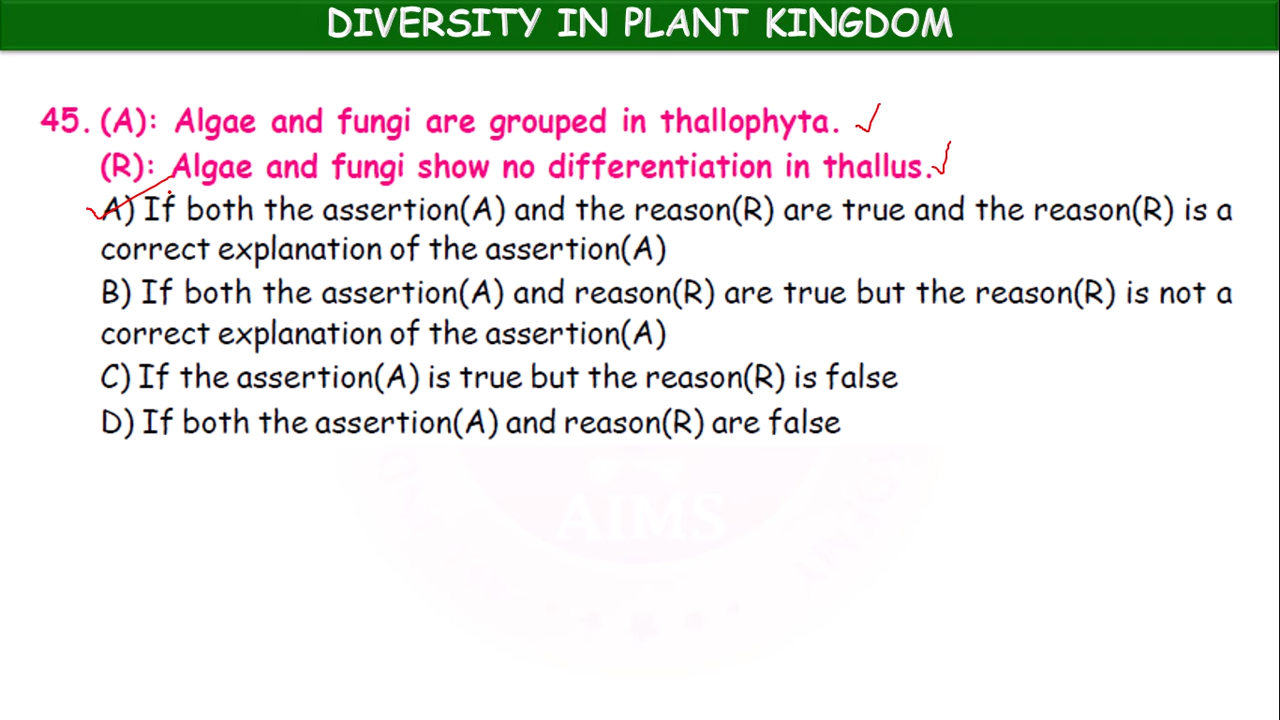 DIVERSITY IN PLANT KINGDOM
45. (A): Algae and fungi are grouped in thallophyta.
(R): Algae and fungi show no differentiation in thallus.
A) If both the assertion(A) and the reason(R) are true and the reason(R) is a
correct explanation of the assertion(A)
B) If both the assertion(A) and reason(R) are true but the reason(R) is not a
correct explanation of the assertion(A)
C) If the assertion(A) is true but the reason(R) is false
D) If both the assertion(A) and reason(R) are false
AIMS